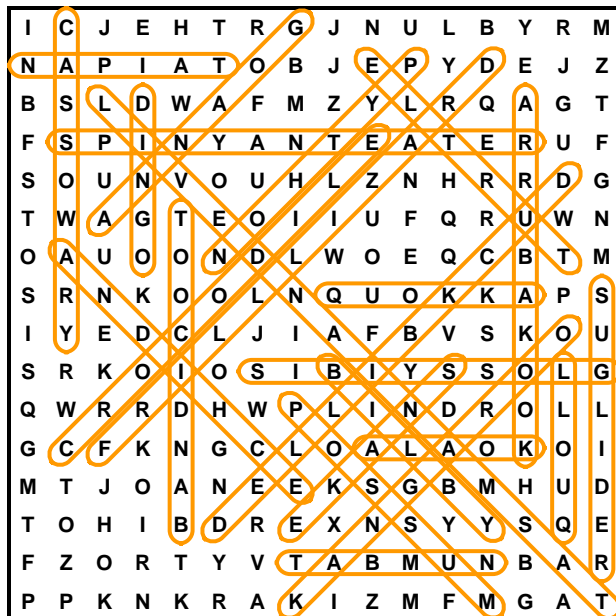 I C J E H T R G J N U L B Y R M
N A P I A T O B J E P Y D E J Z
B S L D W A F M Z Y L R Q A G T
F S P I N Y A N T E A T E R U F
S O U N V O U H L Z N H R R D G
T W A G T E O I I U F Q R U W N
O A U O O N D L W O E Q C B T M
S R N K O O L N Q U O K K A P S
I Y E D C L J I A F B V S K O U
S R K O I O S I B I Y S S O L G
Q W R R D H W P L I N D R O L L
G C F K N G C L O A L A O K O I
M T J O A N E E K S G B M H U D
T O H I B D R E X N S Y Y S Q E
F Z O R T Y V T A B M U N B A R
P P K N K R A K I Z M F M G A T